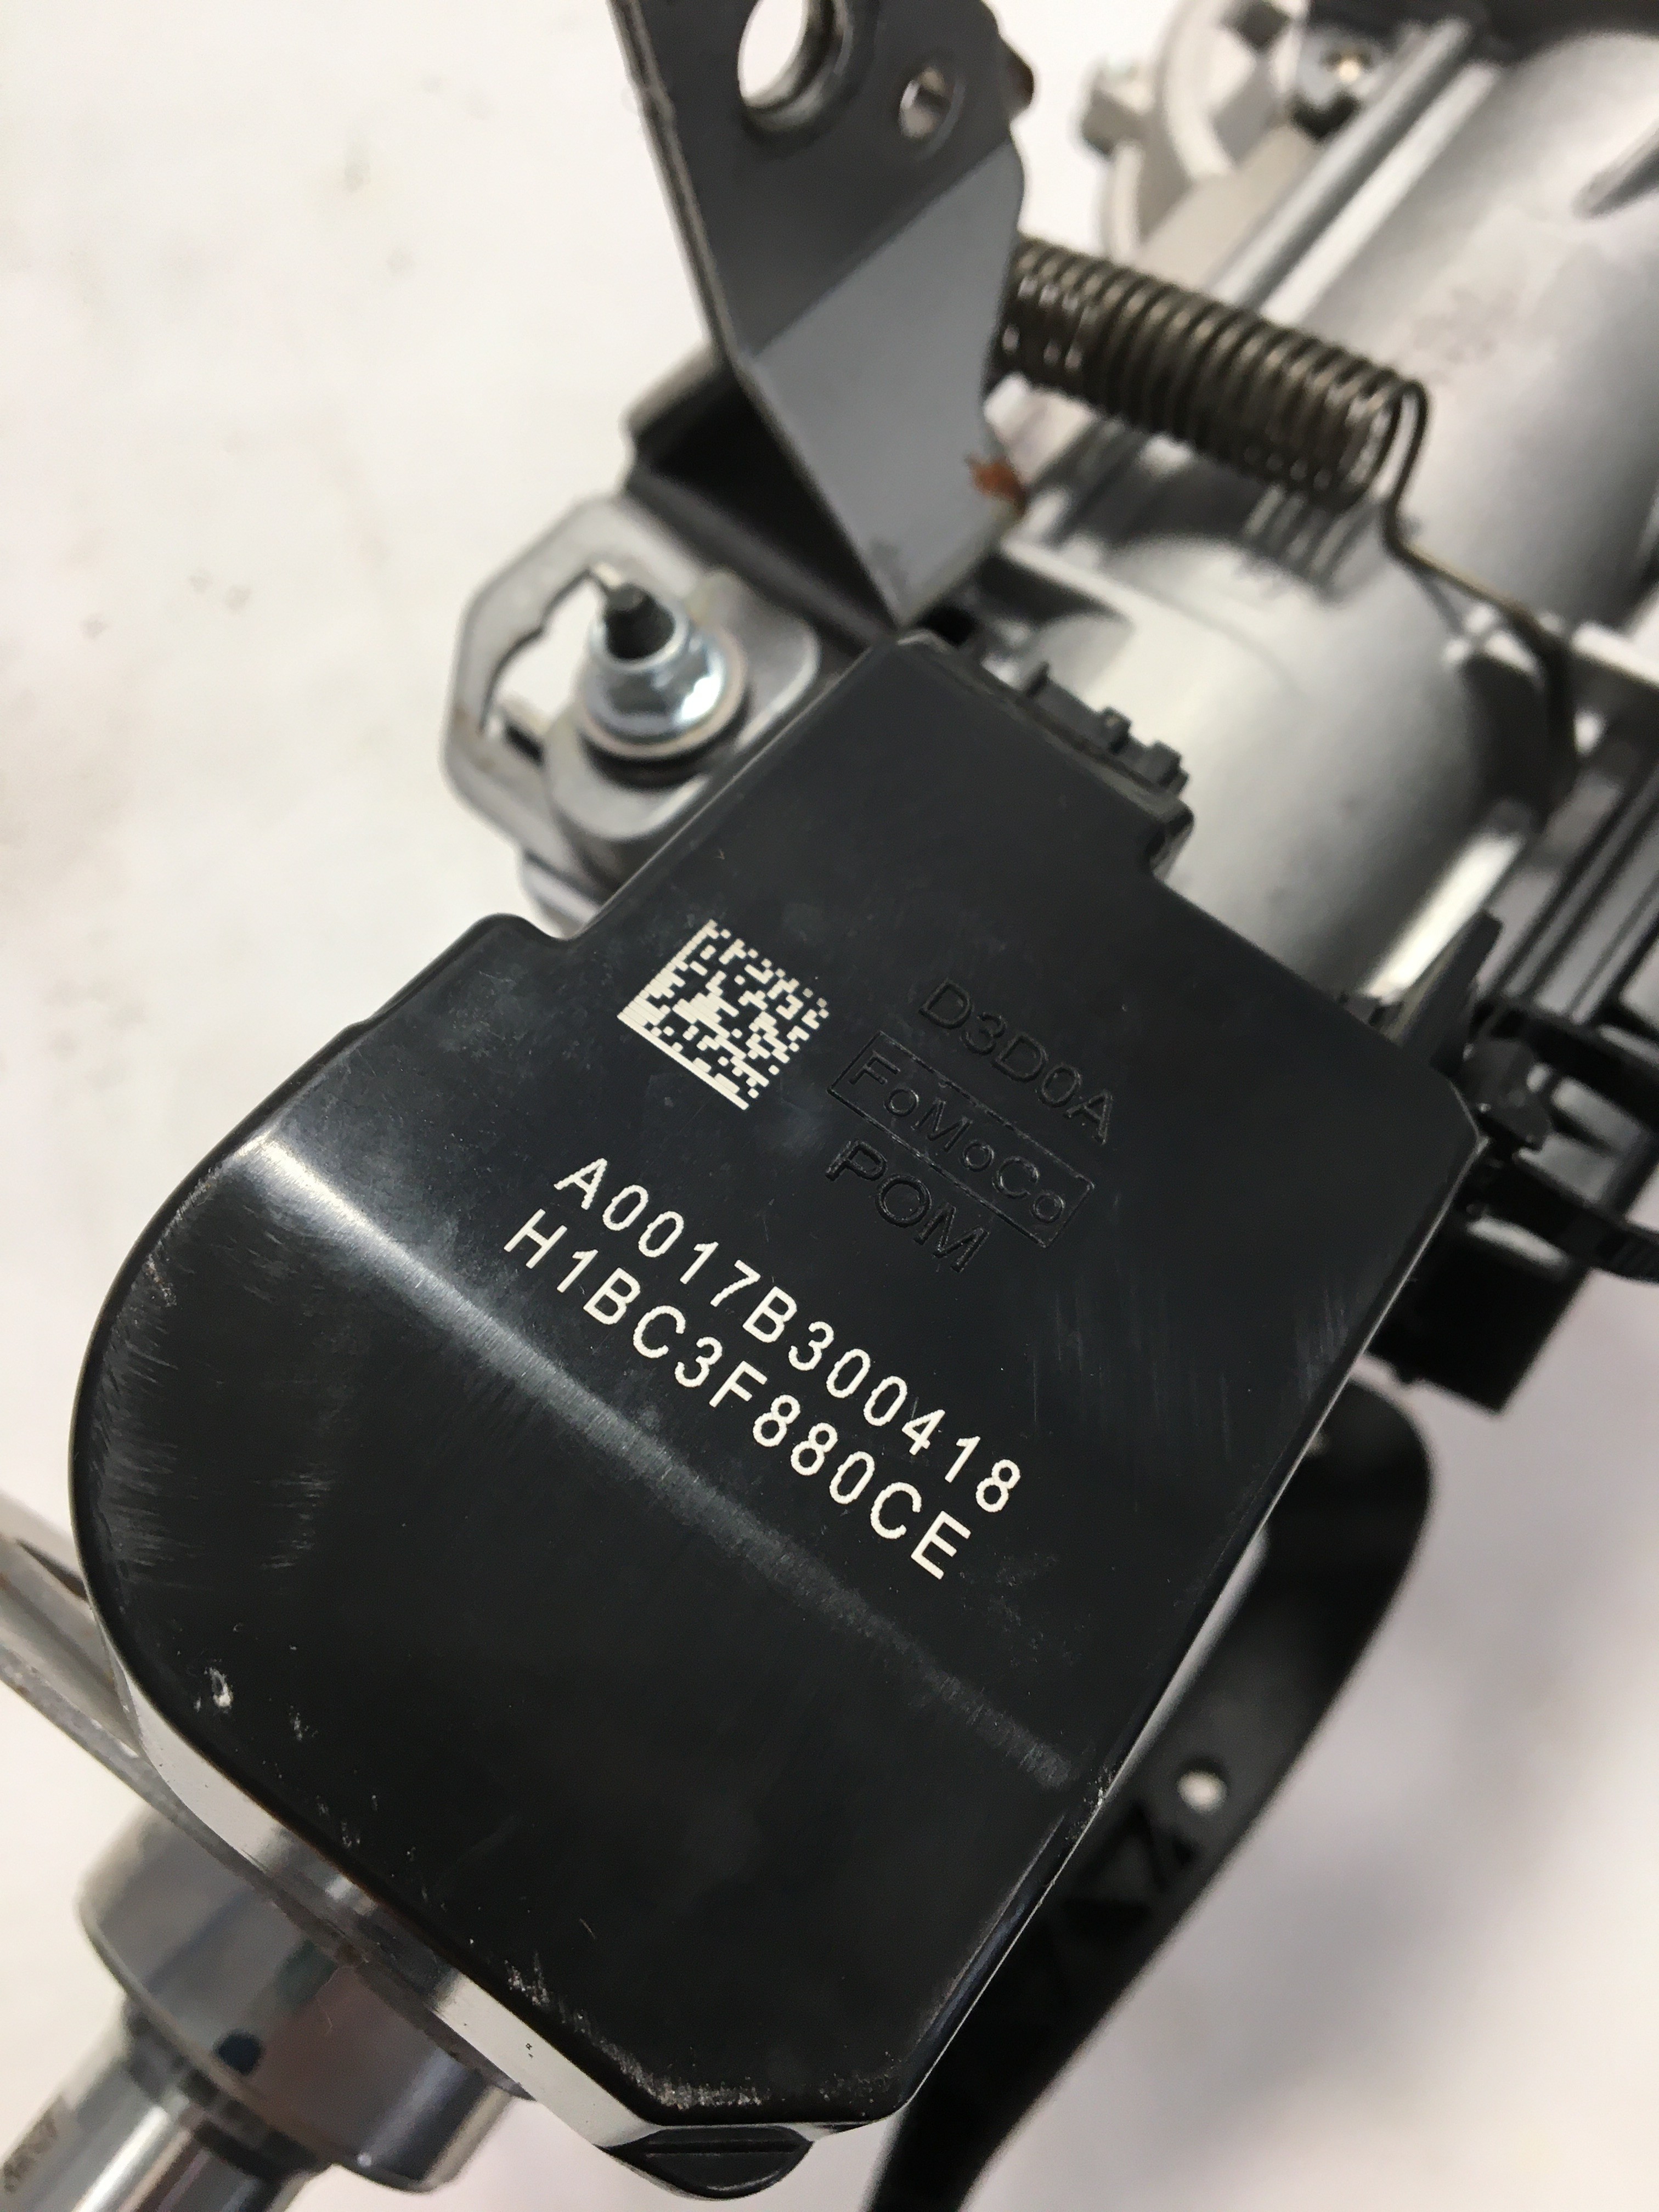 D3D0A
FoMoCo
POM
A0017B300418
H1BC3F880CE